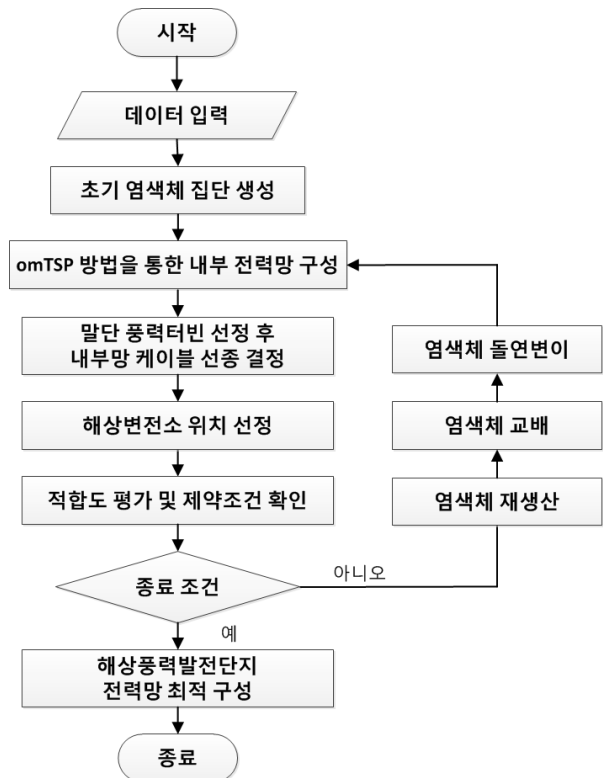 시작
데이터 입력
초기 염색체 집단 생성
omTSP 방법을 통한 내부 전력망 구성
말단 풍력터빈 선정 후
내부망 케이블 선종 결정
해상변전소 위치 선정
적합도 평가 및 제약조건 확인
종료 조건
아니오
염색체 재생산
염색체 교배
염색체 돌연변이
예
해상풍력발전단지
전력망 최적 구성
종료